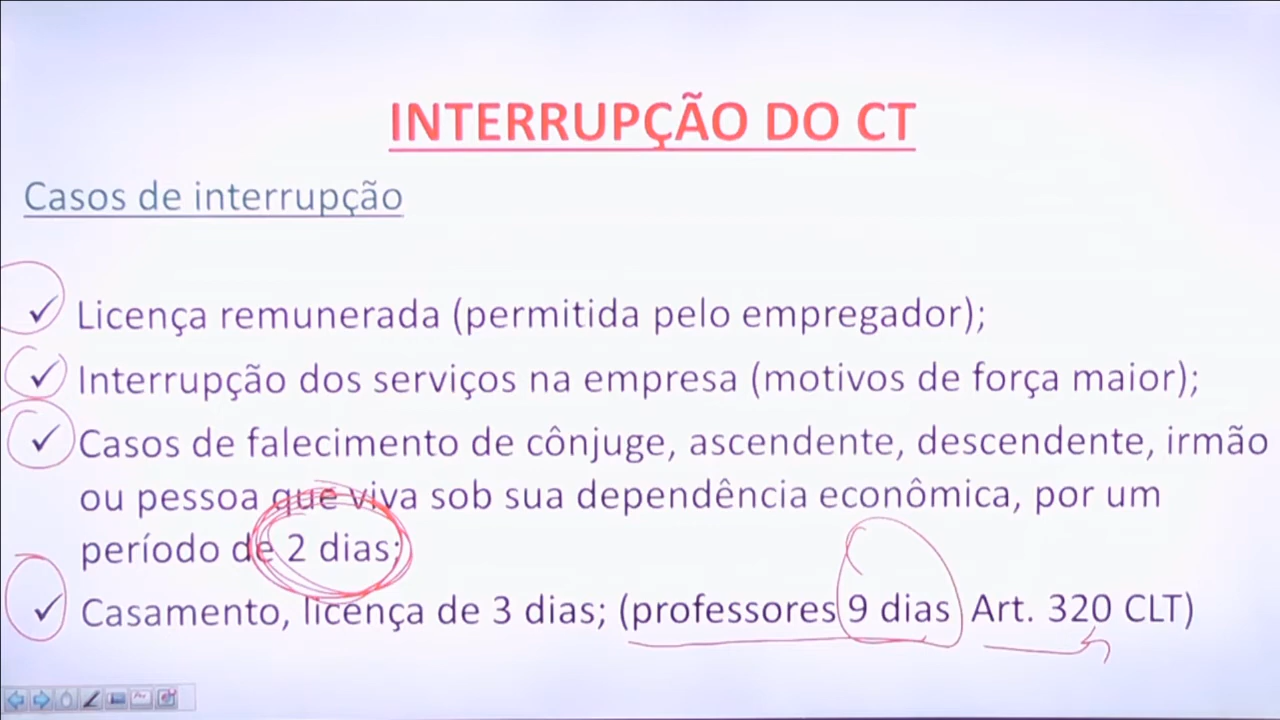 INTERRUPÇÃO DO CT
Casos de interrupção
✓ Licença remunerada (permitida pelo empregador);
✓ Interrupção dos serviços na empresa (motivos de força maior);
✓ Casos de falecimento de cônjuge, ascendente, descendente, irmão
ou pessoa que viva sob sua dependência econômica, por um
período de 2 dias;
✓ Casamento, licença de 3 dias; (professores 9 dias Art. 320 CLT)